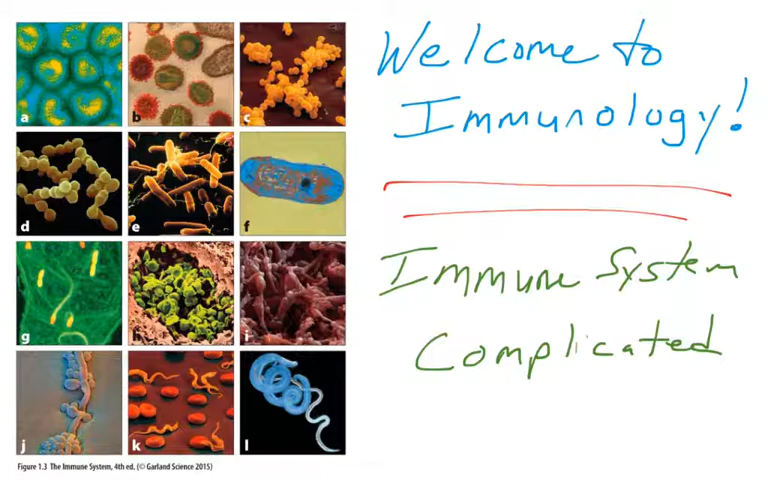 a
b
c
d
e
f
g
h
i
j
k
l
Figure 1.3 The Immune System, 4th ed. (© Garland Science 2015)
Welcome to
Immunology!
Immune System
Complicated